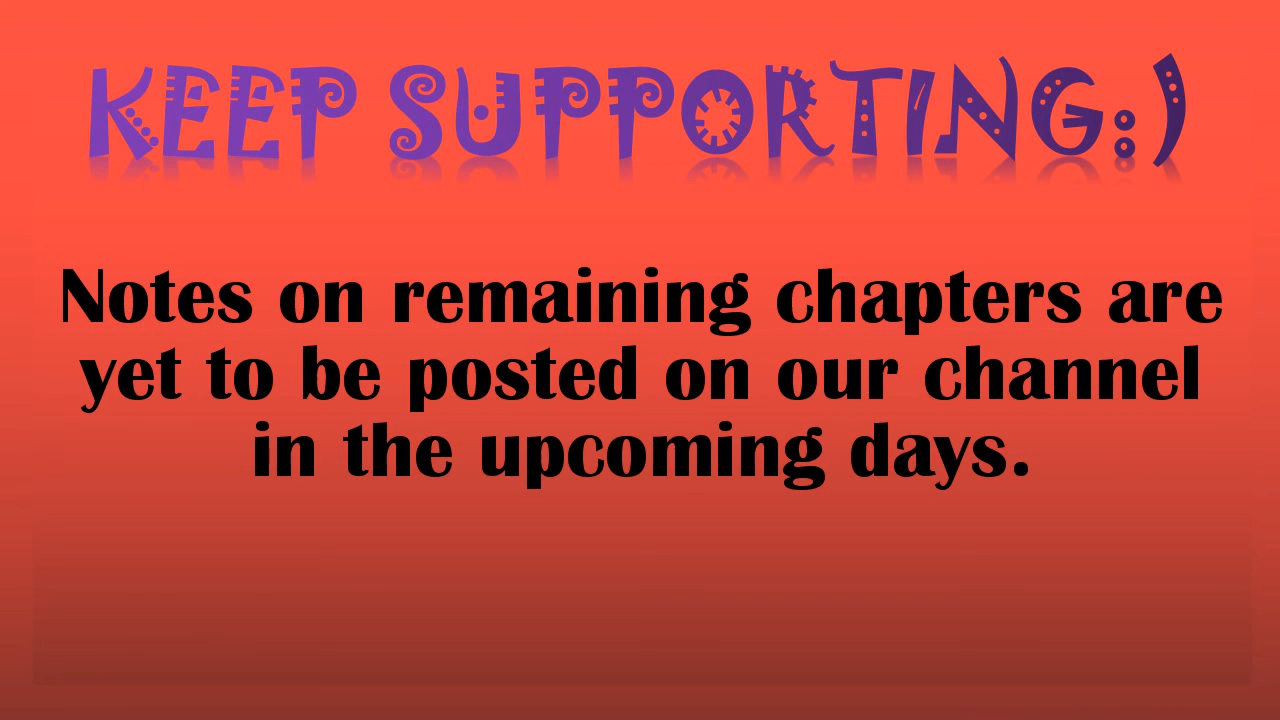 KEEP SUPPORTING:)
Notes on remaining chapters are
yet to be posted on our channel
in the upcoming days.